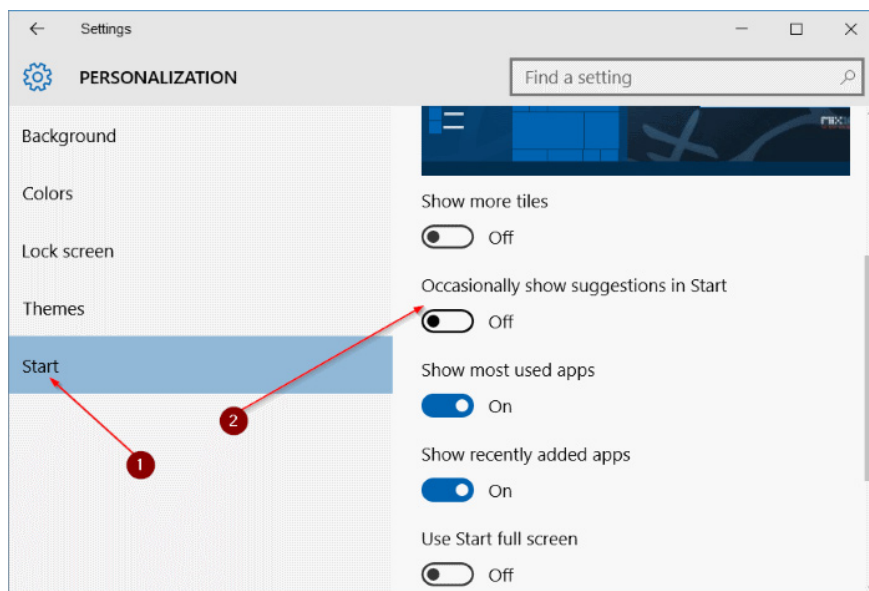 Settings
PERSONALIZATION
Find a setting
Background
Colors
Lock screen
Themes
Start
1
2
Show more tiles
Off
Occasionally show suggestions in Start
Off
Show most used apps
On
Show recently added apps
On
Use Start full screen
Off